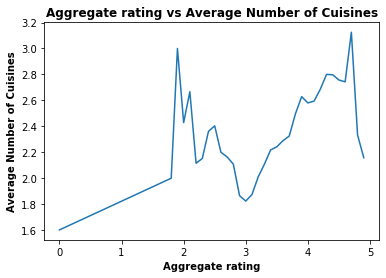 Aggregate rating vs Average Number of Cuisines
Average Number of Cuisines
3.2
3.0
2.8
2.6
2.4
2.2
2.0
1.8
1.6
0 1 2 3 4 5
Aggregate rating